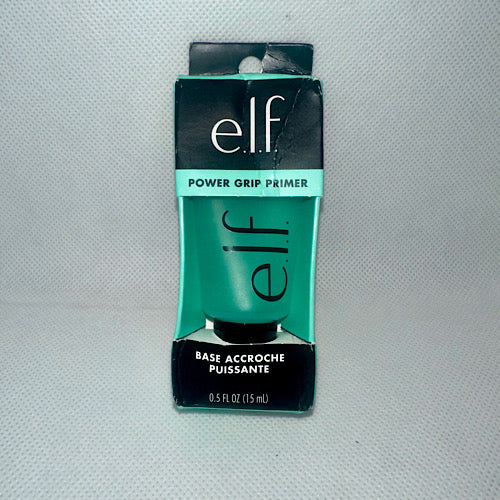 e.l.f.
POWER GRIP PRIMER
e.l.f.
BASE ACCROCHE
PUISSANTE
0.5 FL OZ (15 mL)